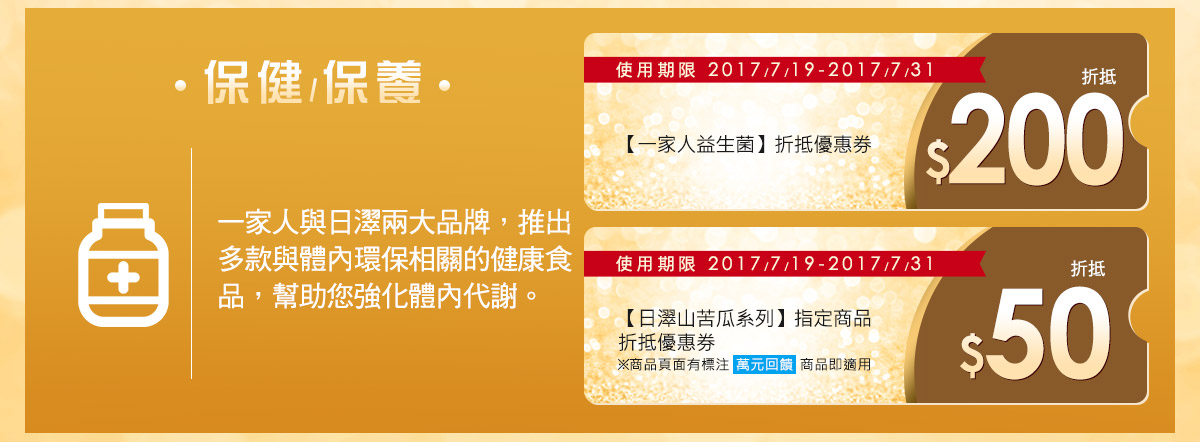 •保健/保養•
一家人與日濢兩大品牌，推出
多款與體內環保相關的健康食
品，幫助您強化體內代謝。
使用期限 2017/7/19-2017/7/31
【一家人益生菌】折抵優惠券
折抵
$200
使用期限 2017/7/19-2017/7/31
【日濢山苦瓜系列】指定商品
折抵優惠券
※商品頁面有標注 萬元回饋 商品即適用
折抵
$50